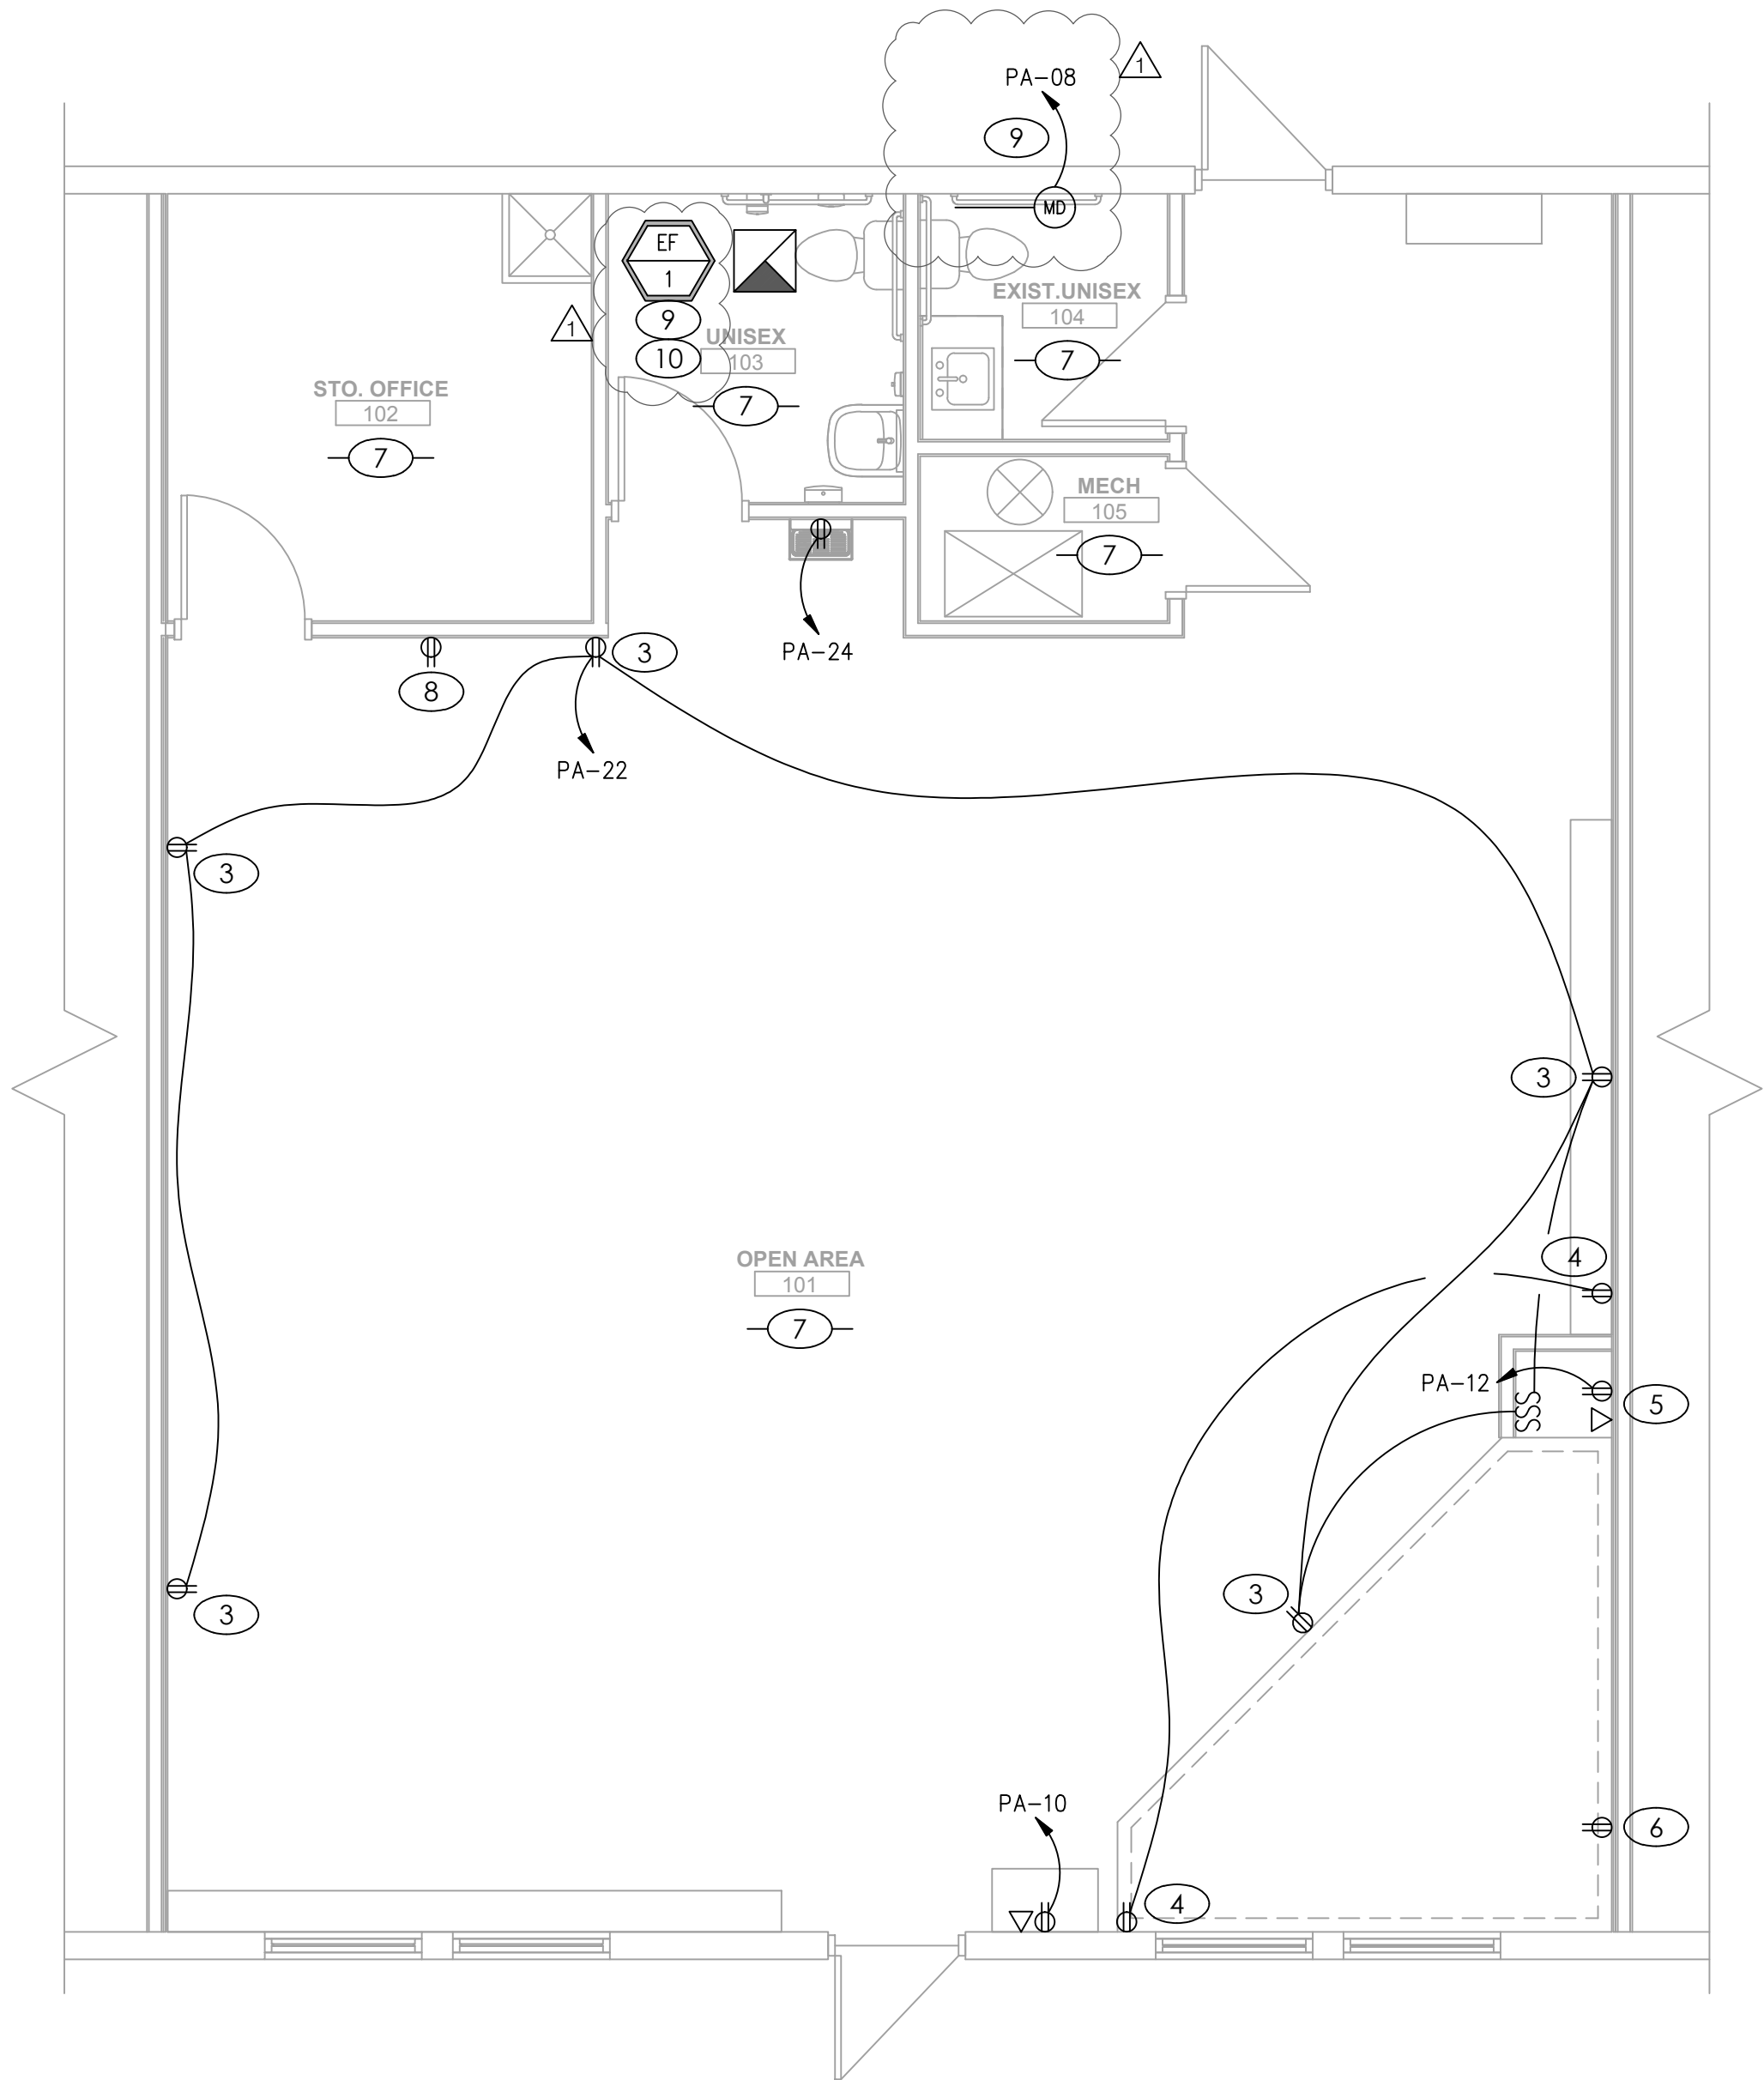 PA-08
1
9
MD
EF
1
9
10
1
UNISEX
103
7
EXIST.UNISEX
104
7
STO. OFFICE
102
7
MECH
105
7
PA-24
3
8
PA-22
3
3
4
OPEN AREA
101
7
PA-12
SSS
5
3
3
PA-10
6
4